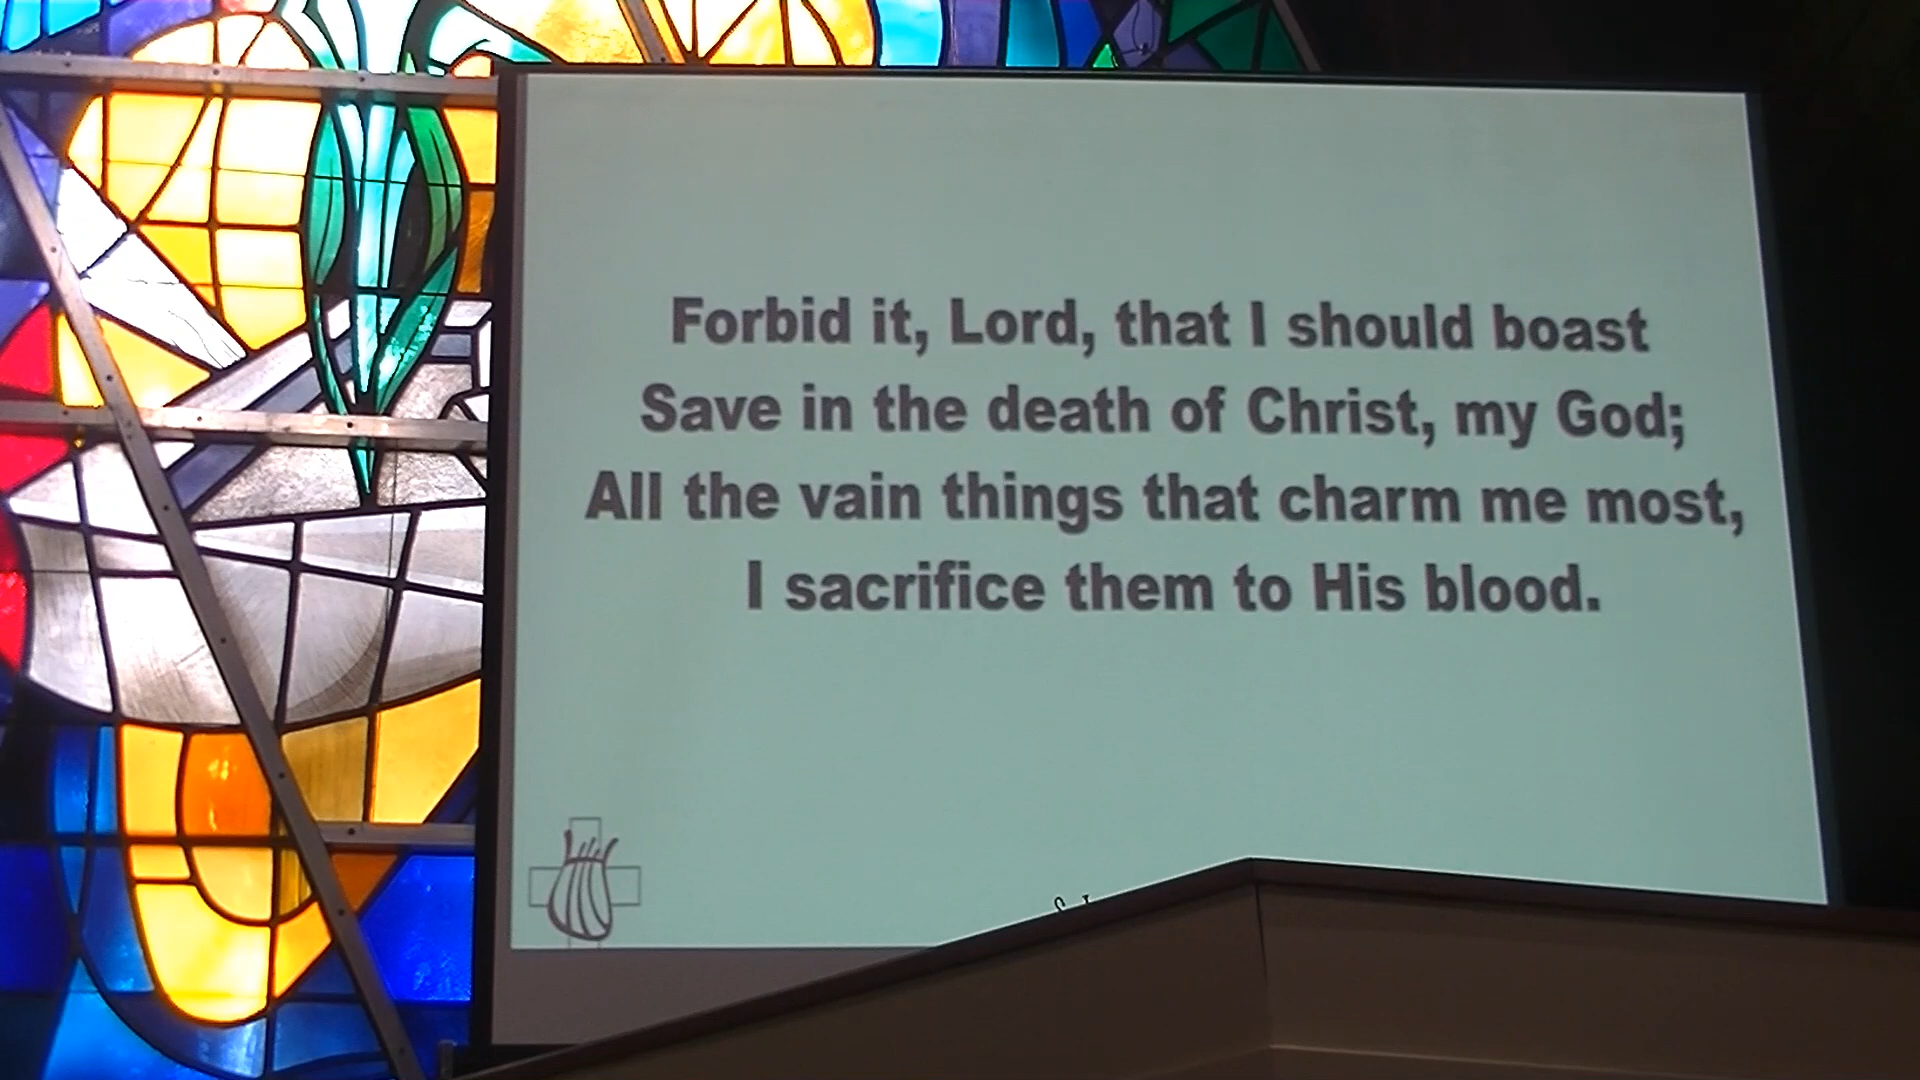 Forbid it, Lord, that I should boast
Save in the death of Christ, my God;
All the vain things that charm me most,
I sacrifice them to His blood.